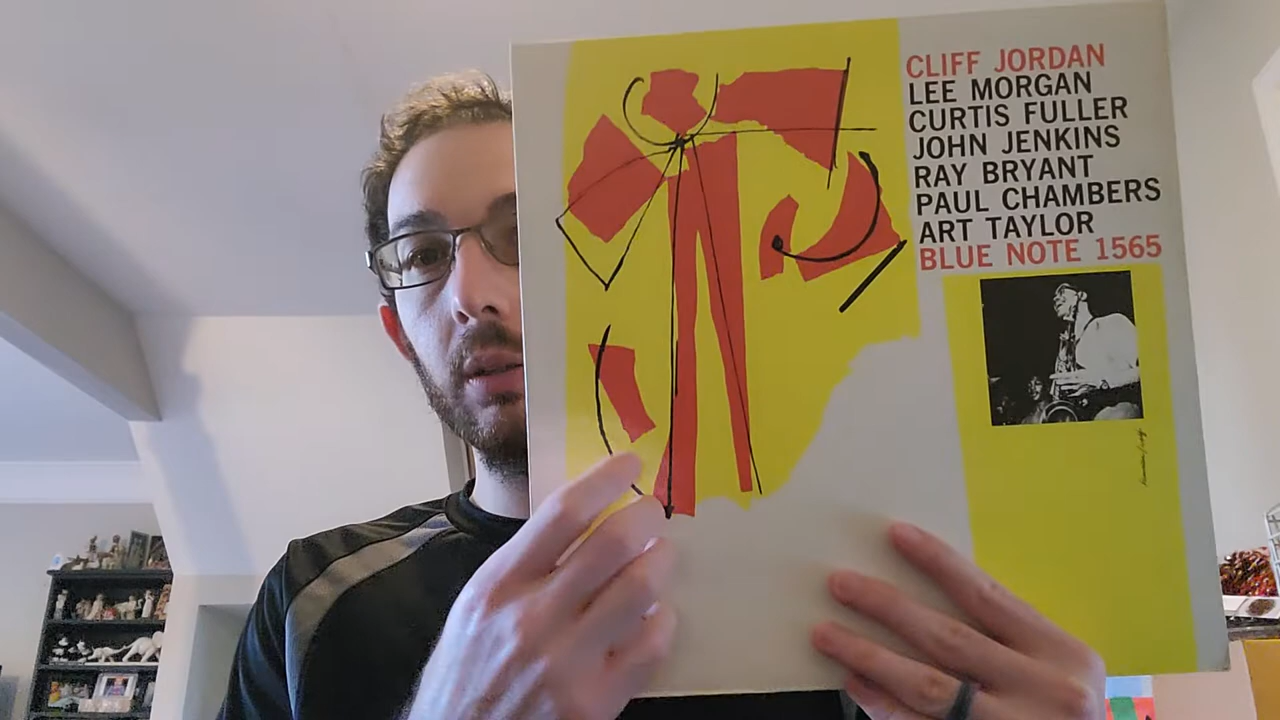 CLIFF JORDAN
LEE MORGAN
CURTIS FULLER
JOHN JENKINS
RAY BRYANT
PAUL CHAMBERS
ART TAYLOR
BLUE NOTE 1565